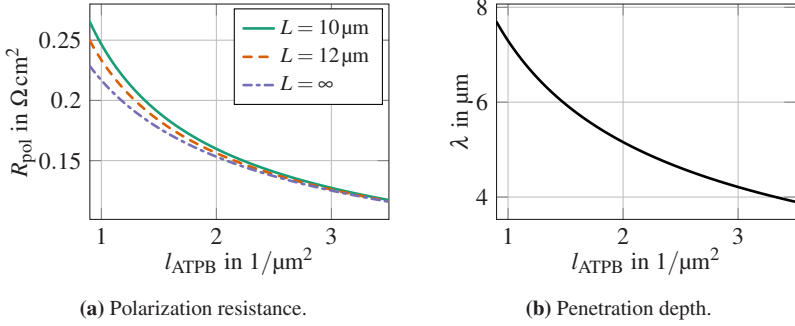 0.25
0.2
0.15
R_pol in Ω cm²
1
2
3
l_ATPB in 1/µm²
L = 10 µm
L = 12 µm
L = ∞
(a) Polarization resistance.
8
6
4
λ in µm
1
2
3
l_ATPB in 1/µm²
(b) Penetration depth.